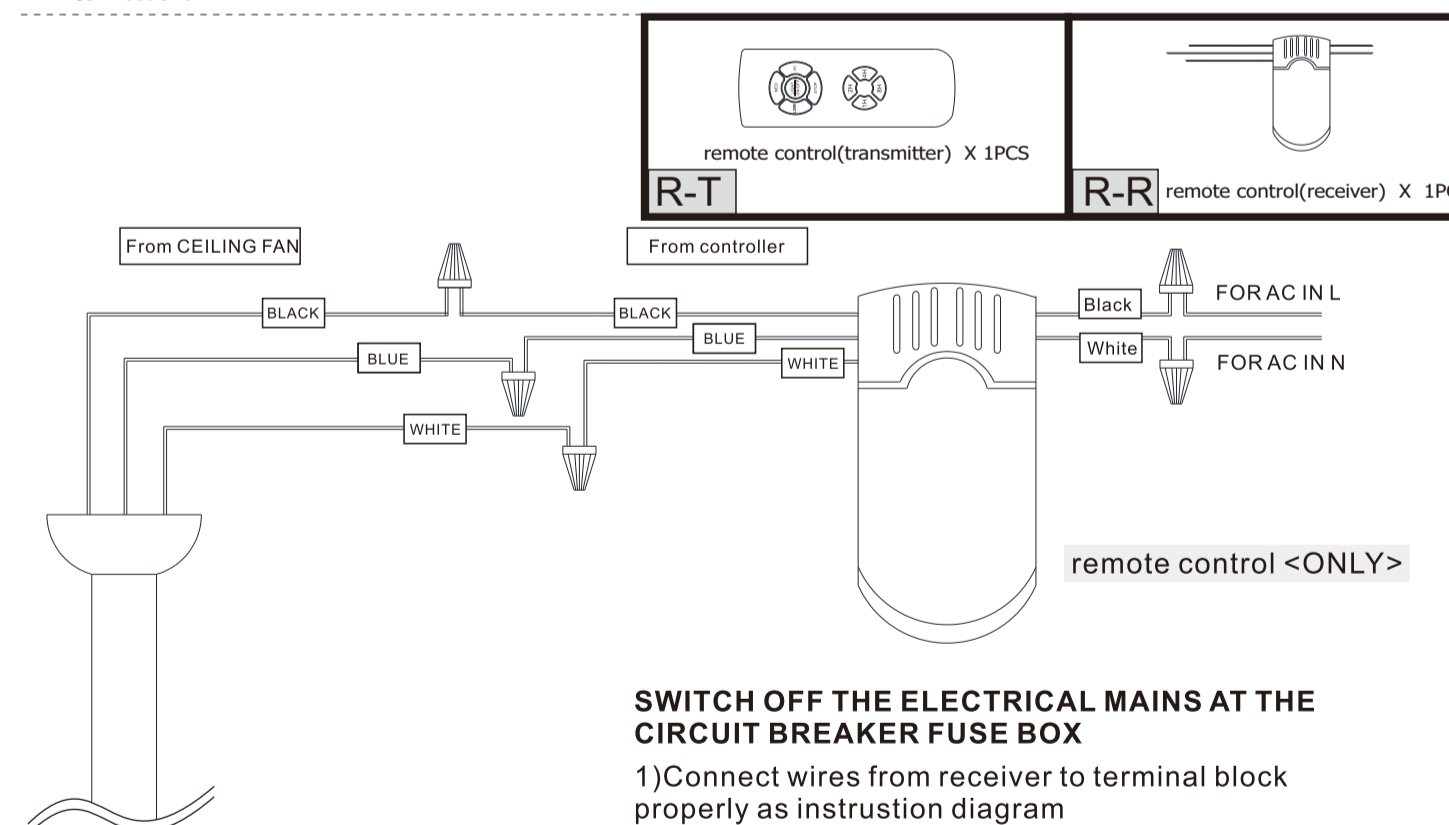 remote control(transmitter) X 1PCS
R-T
R-R
remote control(receiver) X
From CEILING FAN
From controller
BLACK
BLACK
Black
FOR AC IN L
BLUE
BLUE
WHITE
White
FOR AC IN N
WHITE
remote control <ONLY>
SWITCH OFF THE ELECTRICAL MAINS AT THE
CIRCUIT BREAKER FUSE BOX
1)Connect wires from receiver to terminal block
properly as instrustion diagram